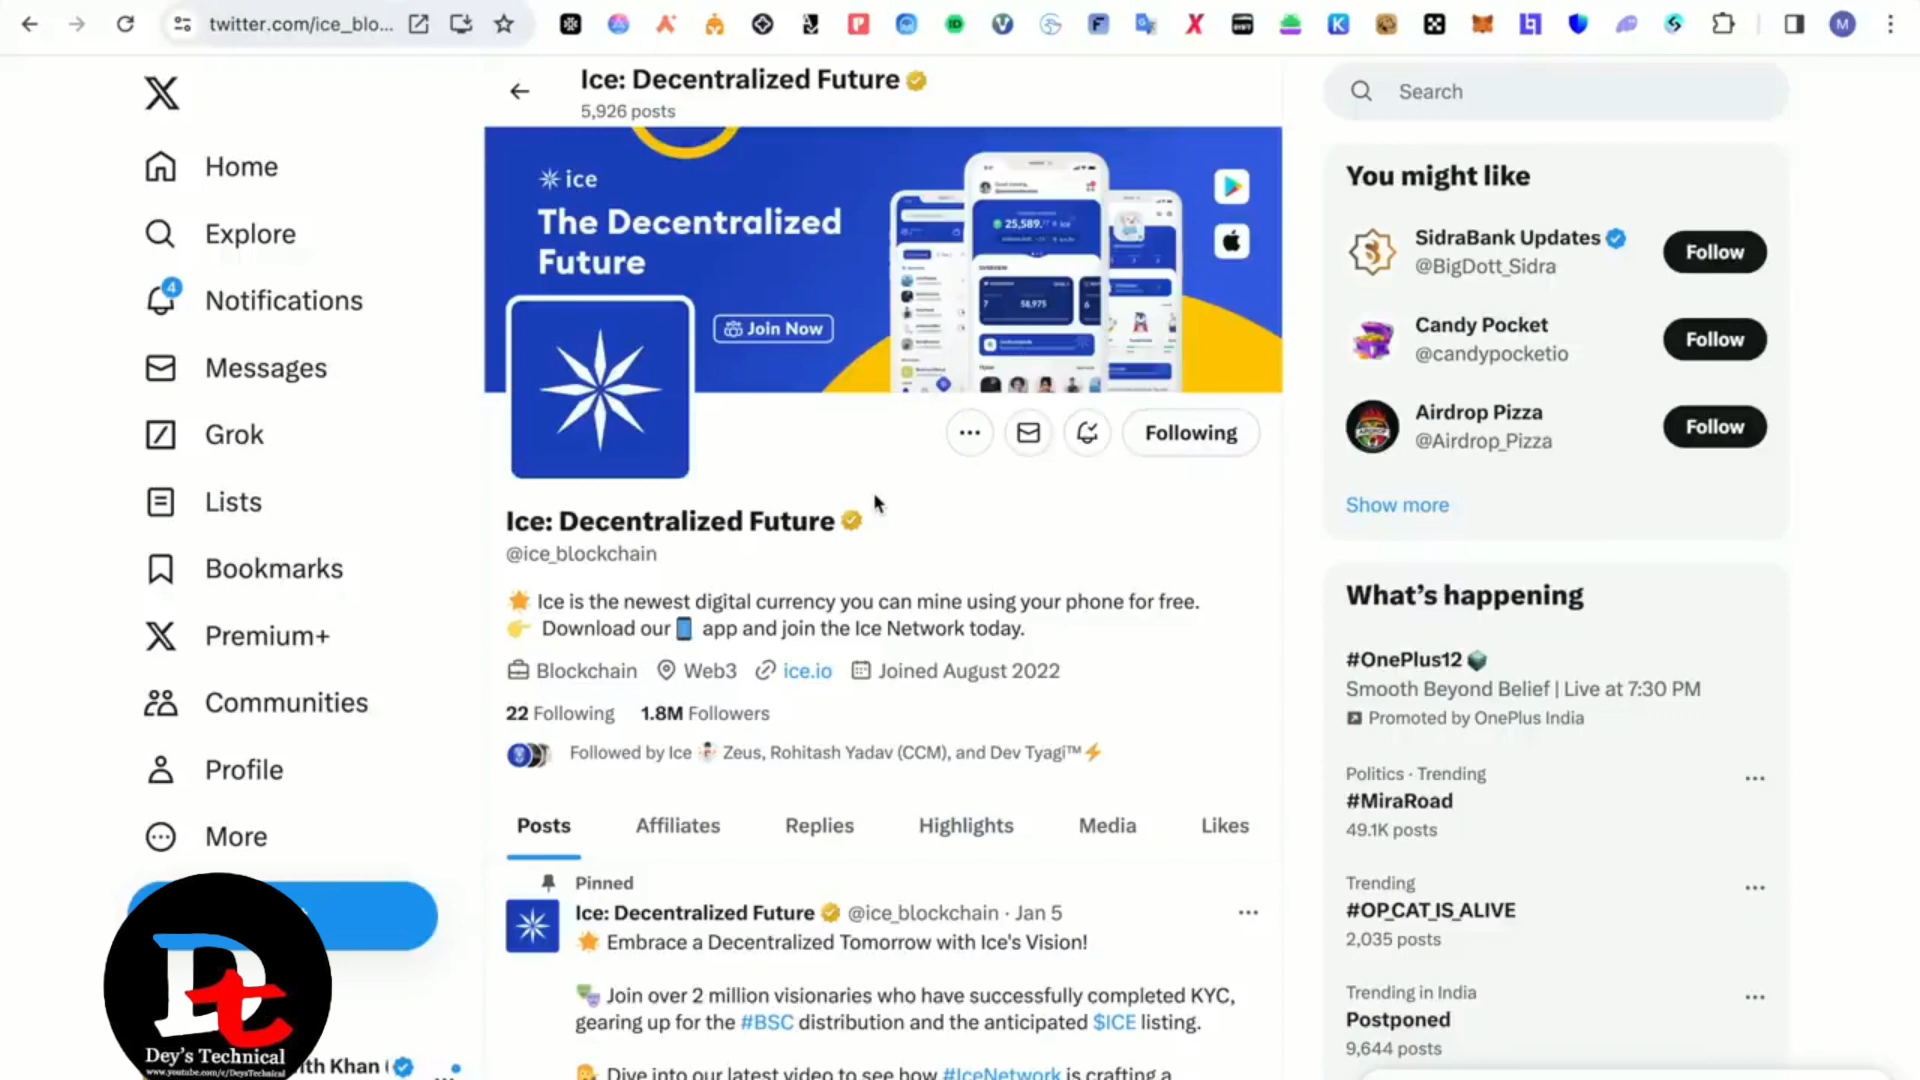 twitter.com/ice_blo...
Home
Explore
4
Notifications
Messages
Grok
Lists
Bookmarks
Premium+
Communities
Profile
More
Dey's Technical
www.youtube.com/c/DeysTechnical
ith Khan (
Ice: Decentralized Future
5,926 posts
ice
The Decentralized
Future
Join Now
25,589.
58,975
Following
Ice: Decentralized Future
@ice_blockchain
Ice is the newest digital currency you can mine using your phone for free.
Download our app and join the Ice Network today.
Blockchain Web3 ice.io Joined August 2022
22 Following 1.8M Followers
Followed by Ice Zeus, Rohitash Yadav (CCM), and Dev Tyagi™
Posts Affiliates Replies Highlights Media Likes
Pinned
Ice: Decentralized Future @ice_blockchain · Jan 5
Embrace a Decentralized Tomorrow with Ice's Vision!
Join over 2 million visionaries who have successfully completed KYC,
gearing up for the #BSC distribution and the anticipated $ICE listing.
Dive into our latest video to see how #IceNetwork is crafting a
Search
You might like
SidraBank Updates
@BigDott_Sidra
Follow
Candy Pocket
@candypocketio
Follow
Airdrop Pizza
@Airdrop_Pizza
Follow
Show more
What's happening
#OnePlus12
Smooth Beyond Belief | Live at 7:30 PM
Promoted by OnePlus India
Politics · Trending
#MiraRoad
49.1K posts
Trending
#OP_CAT_IS_ALIVE
2,035 posts
Trending in India
Postponed
9,644 posts